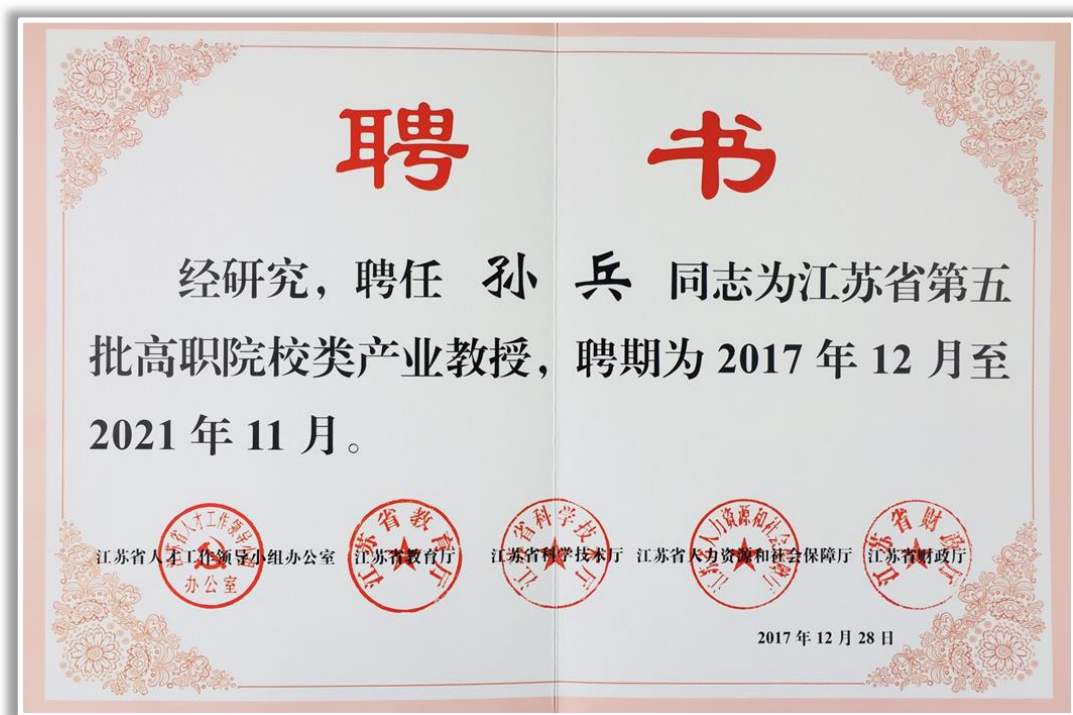 聘 书
经研究，聘任 孙 兵 同志为江苏省第五
批高职院校类产业教授，聘期为 2017 年 12 月至
2021 年 11 月。
江苏省人才工作领导小组办公室 江苏省教育厅 江苏省科学技术厅 江苏省人力资源和社会保障厅 江苏省财政厅
办公室
2017 年 12 月 28 日